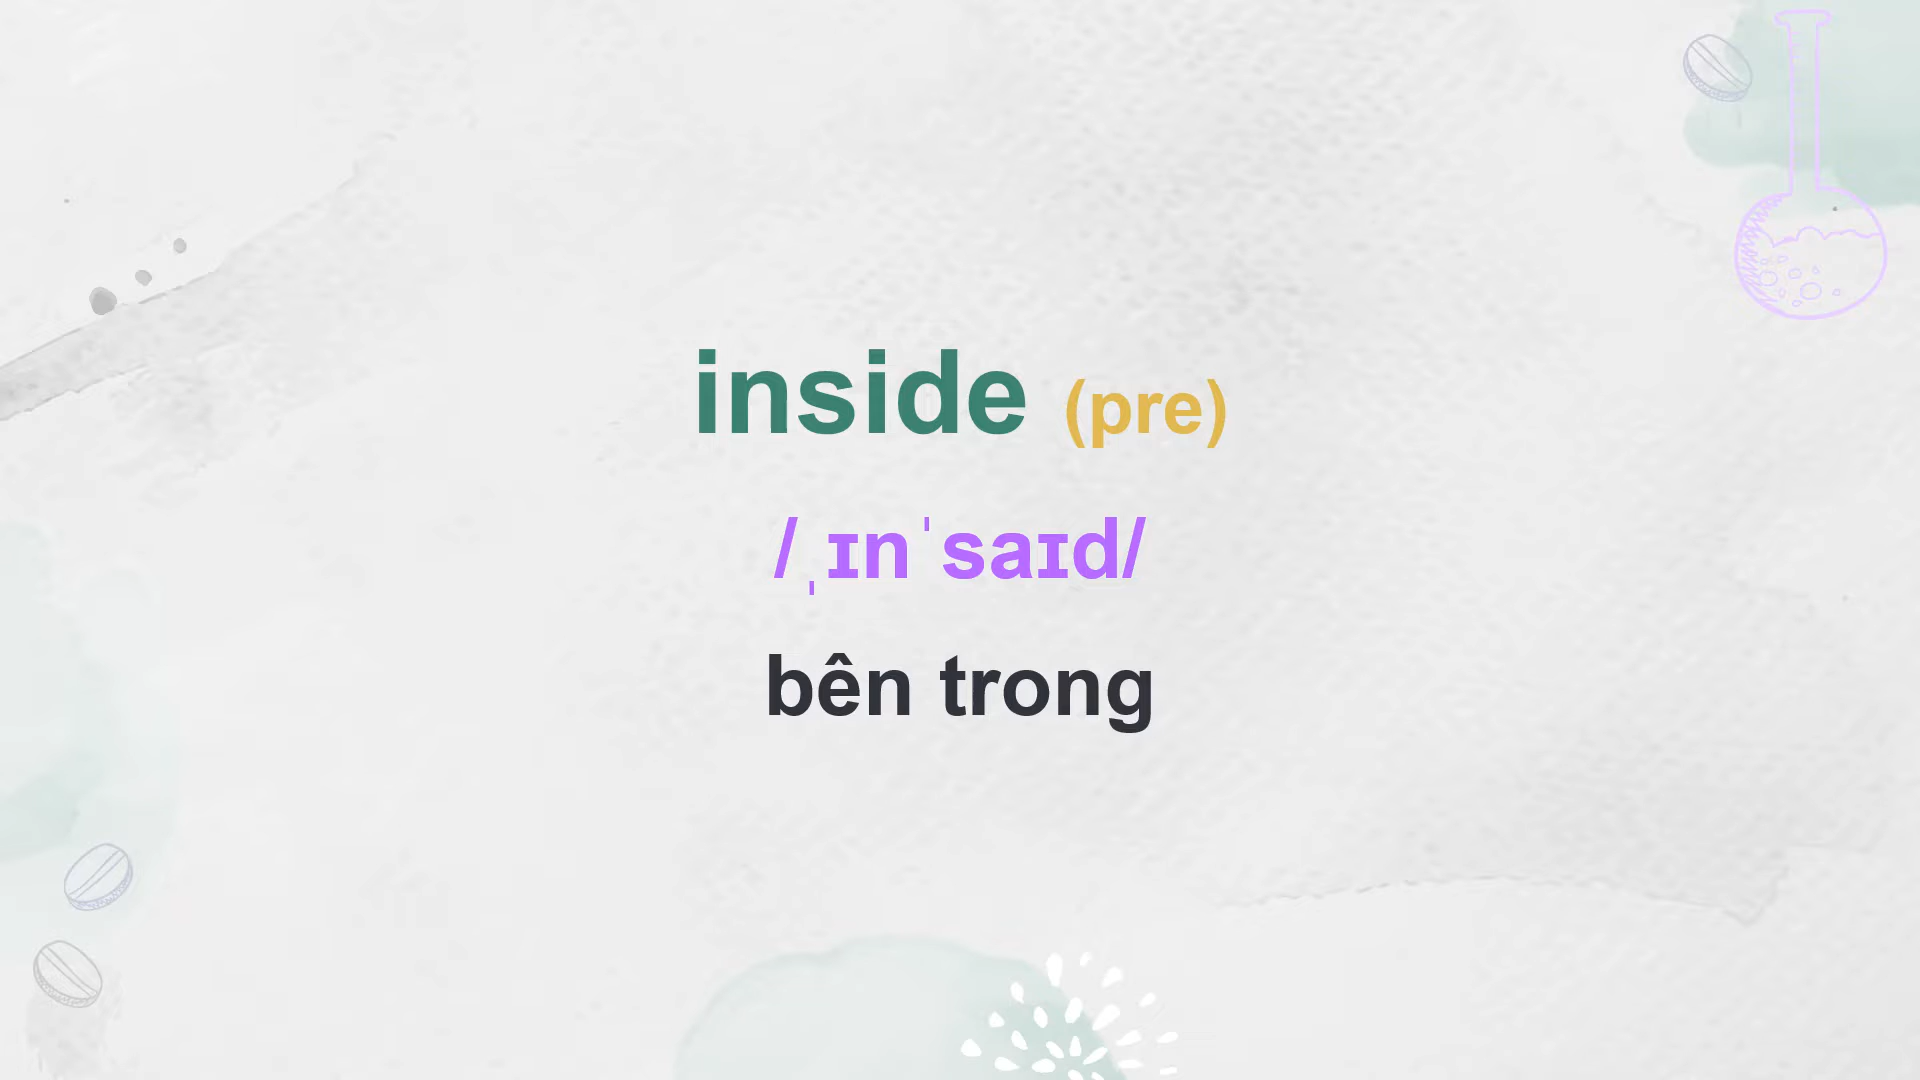 inside (pre)
/ˌɪnˈsaɪd/
bên trong